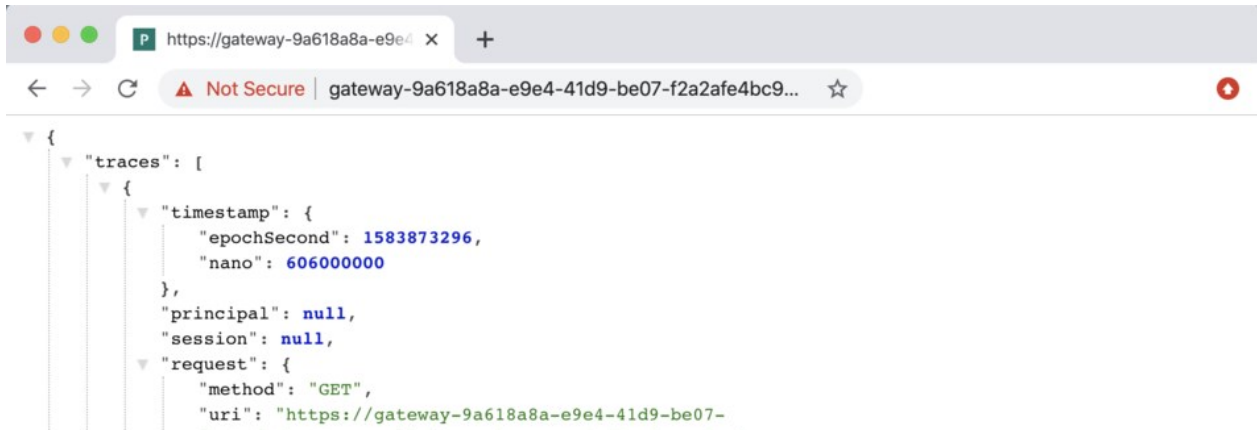 P https://gateway-9a618a8a-e9e4
Not Secure | gateway-9a618a8a-e9e4-41d9-be07-f2a2afe4bc9...
{
"traces": [
{
"timestamp": {
"epochSecond": 1583873296,
"nano": 606000000
},
"principal": null,
"session": null,
"request": {
"method": "GET",
"uri": "https://gateway-9a618a8a-e9e4-41d9-be07-